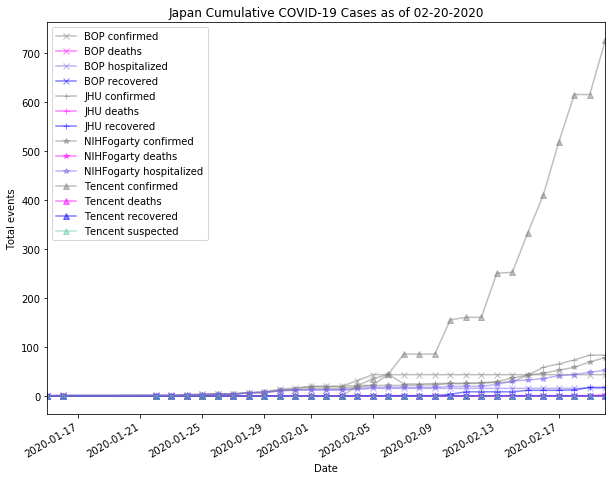 Japan Cumulative COVID-19 Cases as of 02-20-2020
BOP confirmed
BOP deaths
BOP hospitalized
BOP recovered
JHU confirmed
JHU deaths
JHU recovered
NIHFogarty confirmed
NIHFogarty deaths
NIHFogarty hospitalized
Tencent confirmed
Tencent deaths
Tencent recovered
Tencent suspected
Total events
700
600
500
400
300
200
100
0
2020-01-17
2020-01-21
2020-01-25
2020-01-29
2020-02-01
2020-02-05
2020-02-09
2020-02-13
2020-02-17
Date